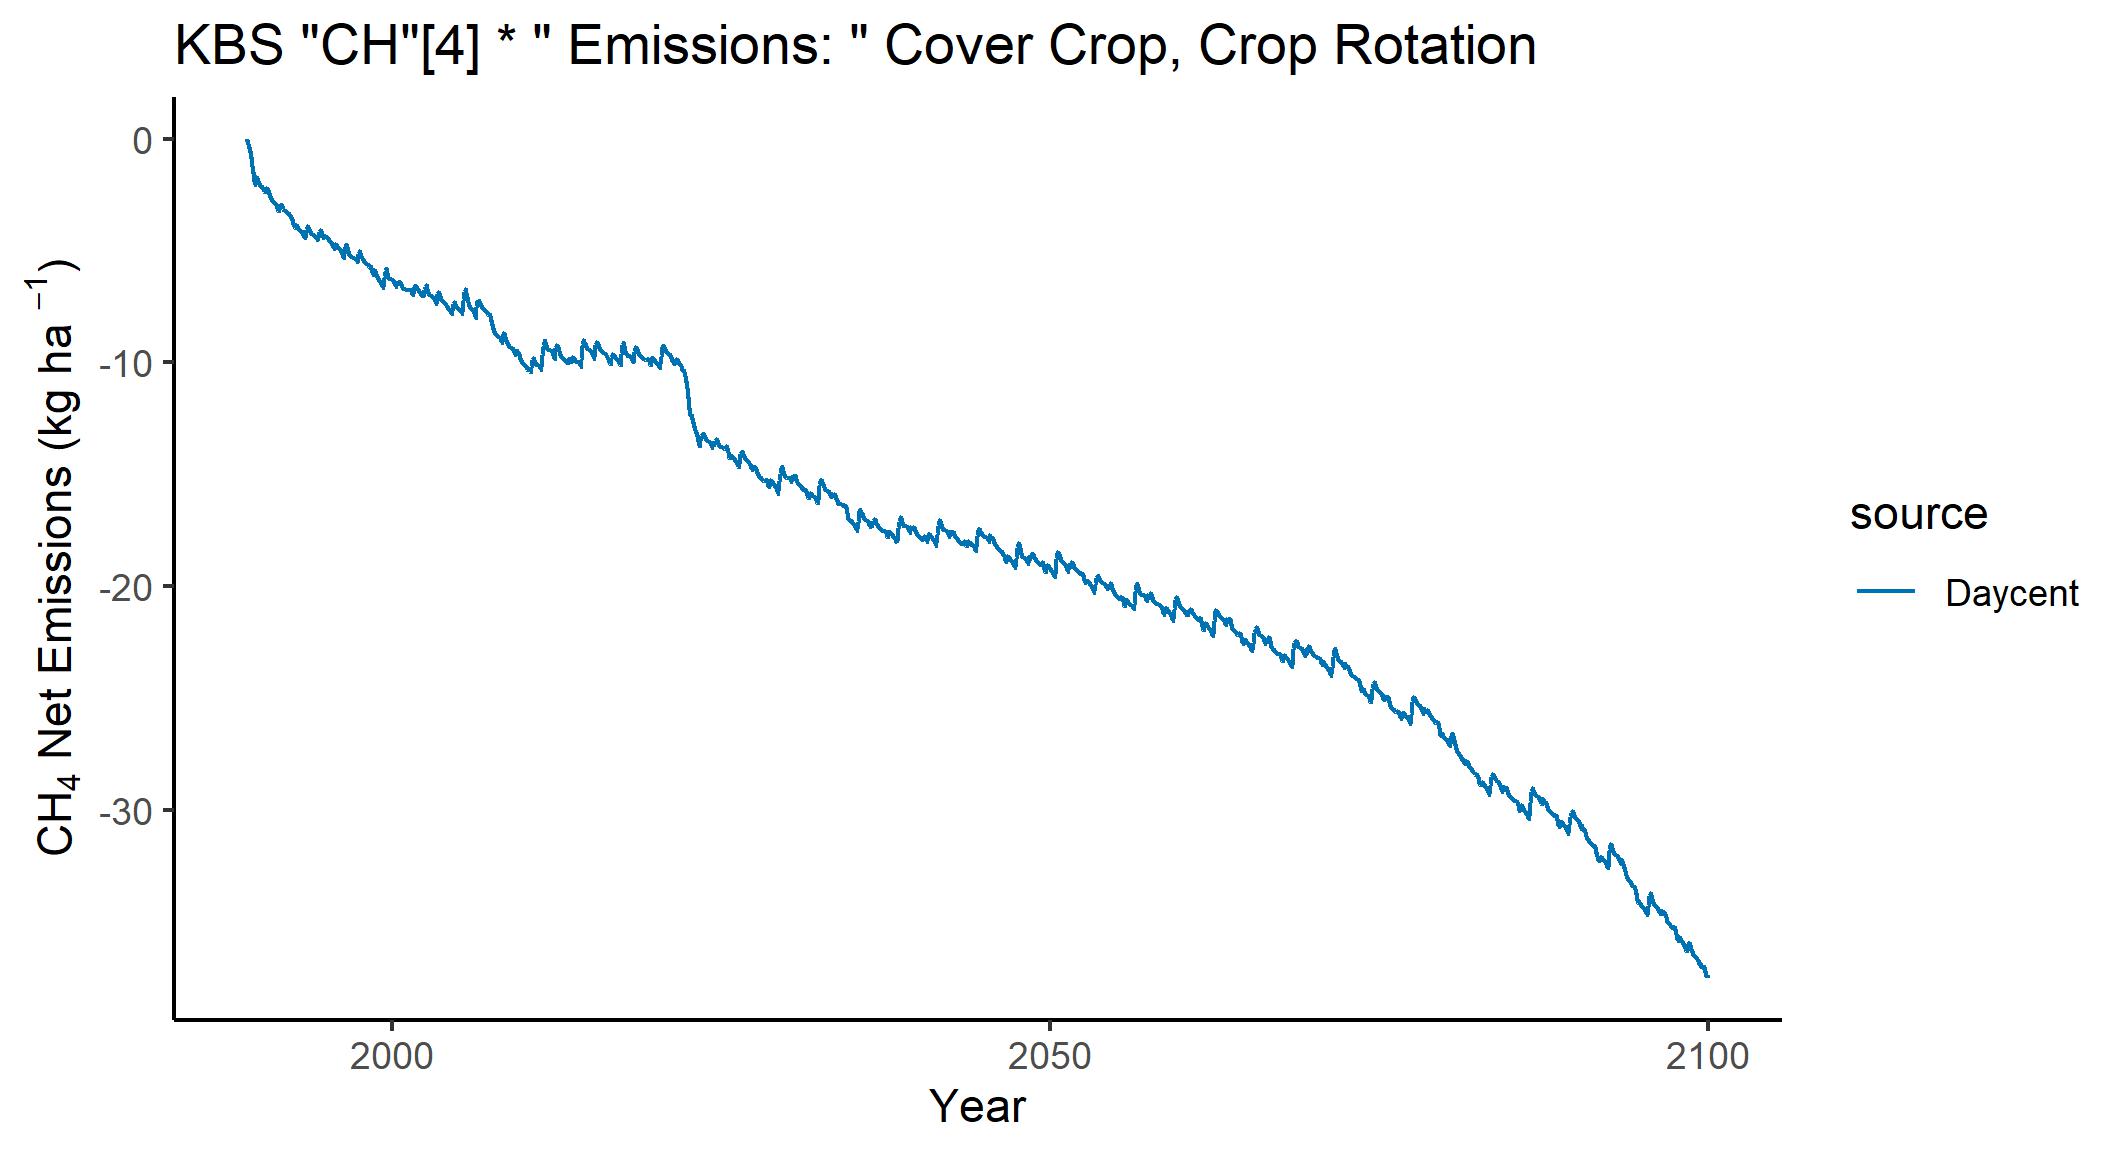 KBS "CH"[4] * " Emissions: " Cover Crop, Crop Rotation
CH₄ Net Emissions (kg ha ⁻¹)
0
-10
-20
-30
2000
2050
2100
Year
source
Daycent